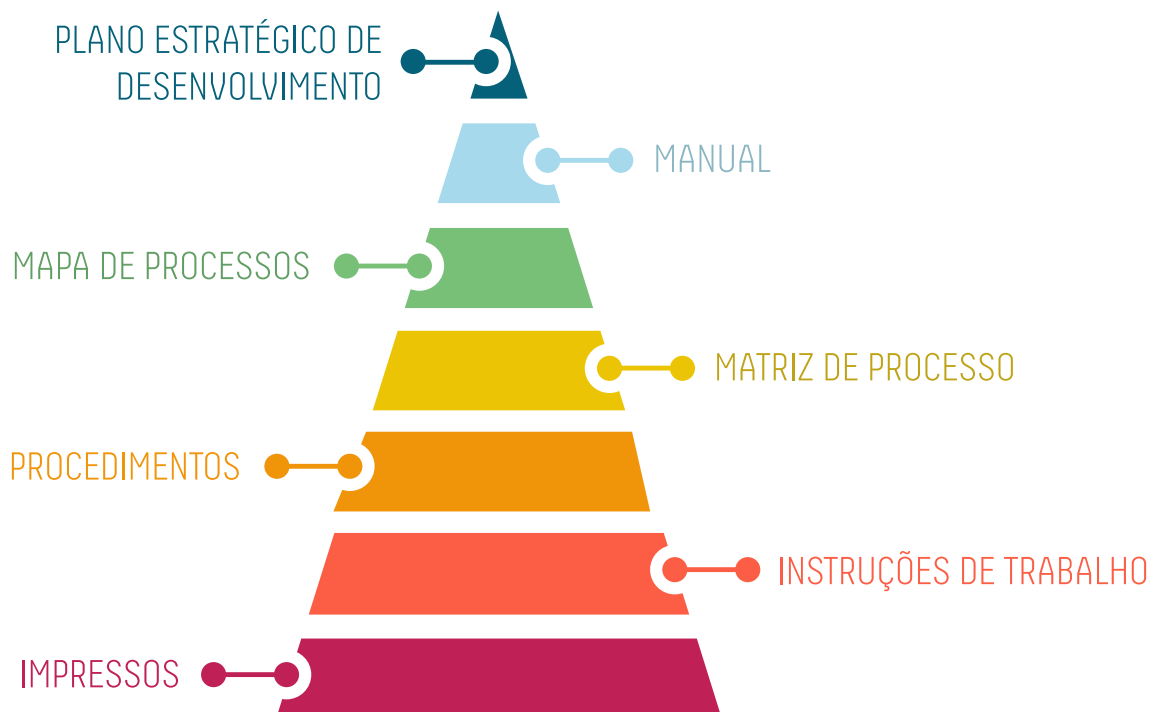 PLANO ESTRATÉGICO DE
DESENVOLVIMENTO
MANUAL
MAPA DE PROCESSOS
MATRIZ DE PROCESSO
PROCEDIMENTOS
INSTRUÇÕES DE TRABALHO
IMPRESSOS